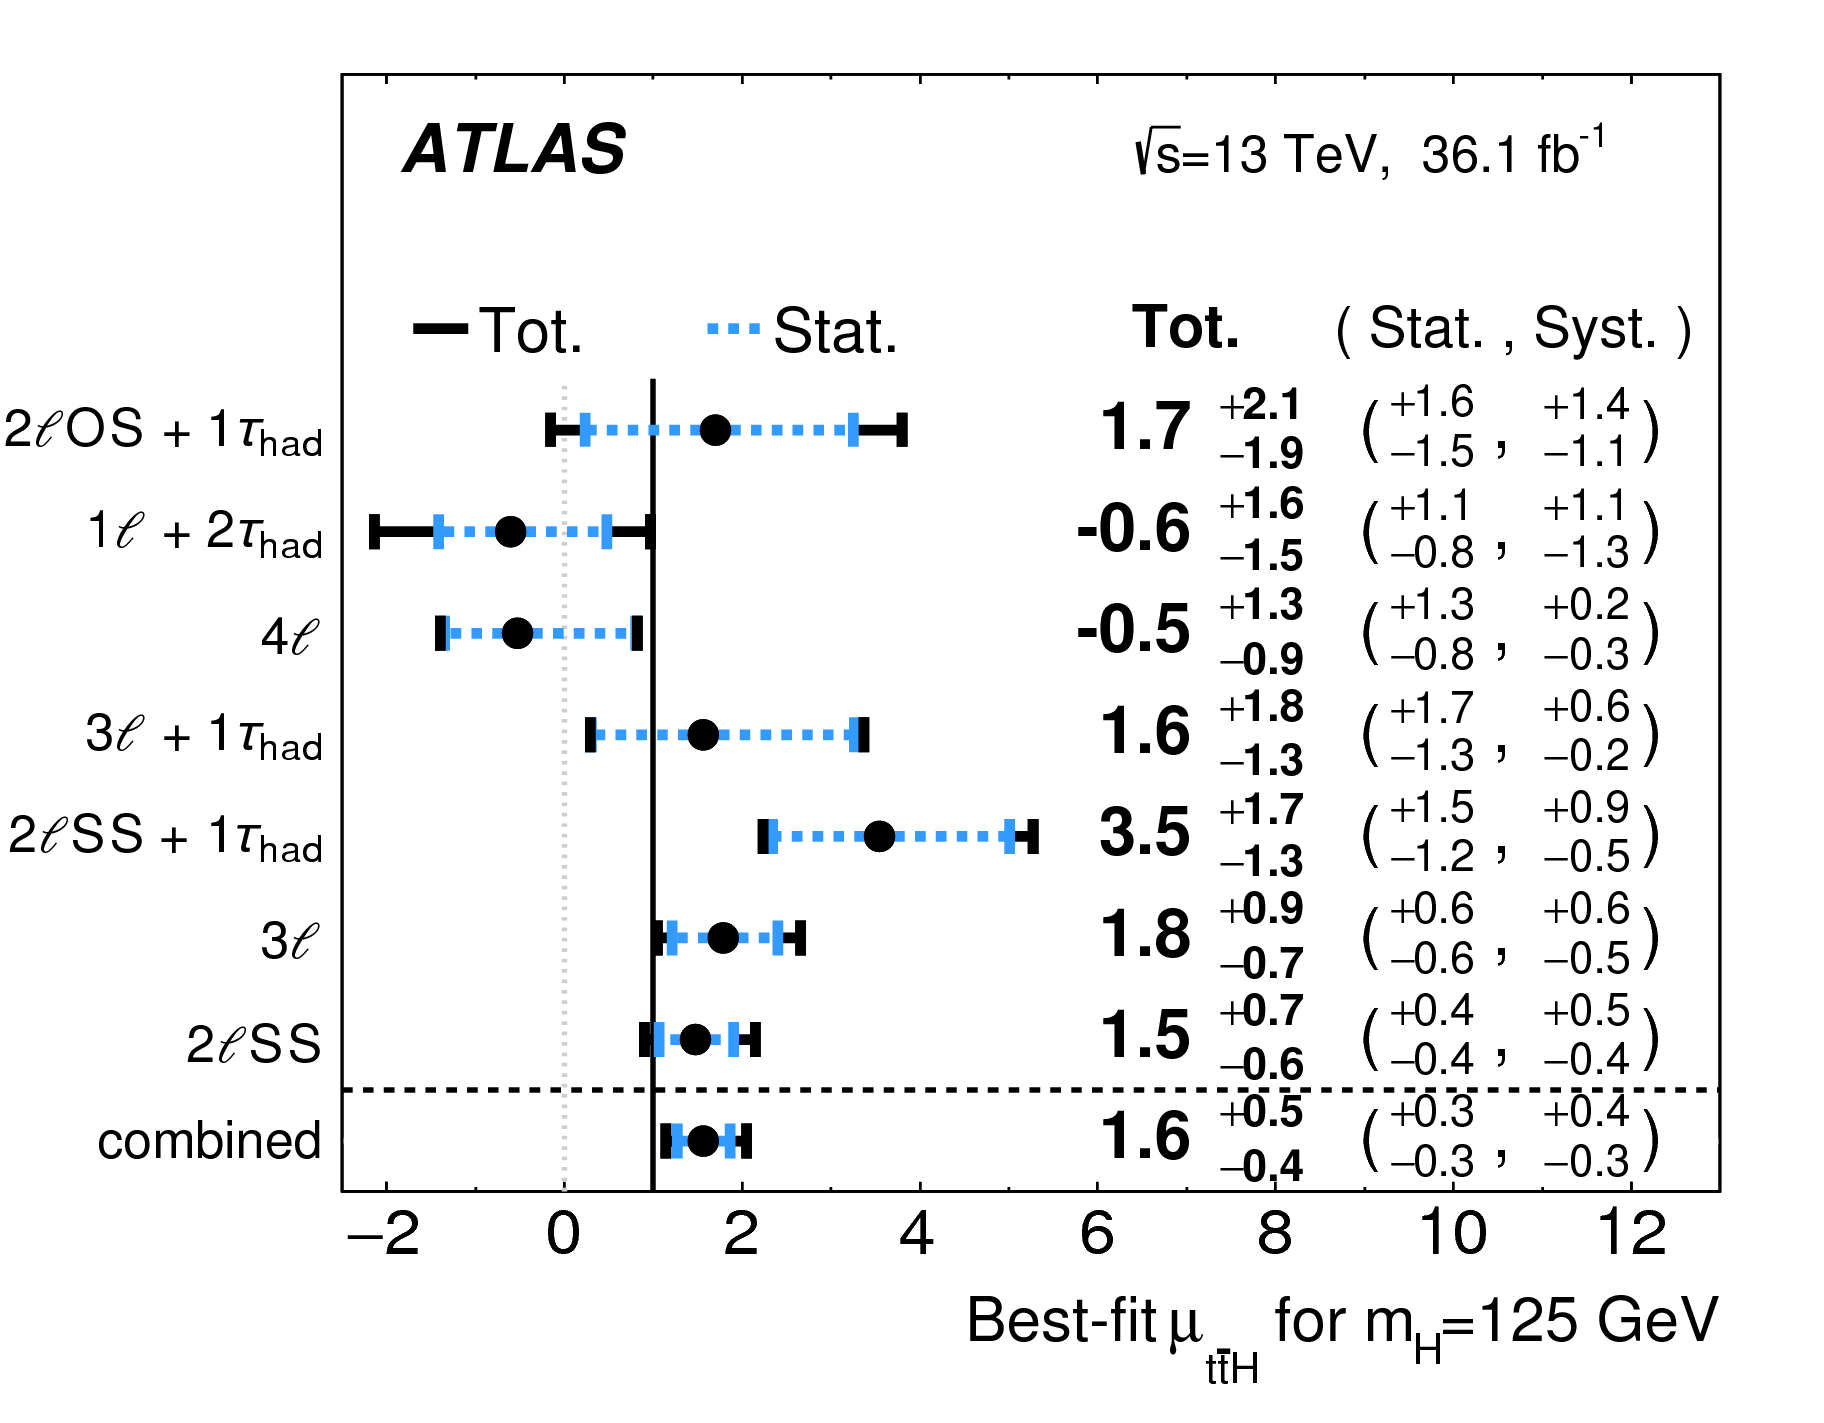 ATLAS √s=13 TeV, 36.1 fb⁻¹
Tot. Stat. Tot. ( Stat. , Syst. )
2ℓOS + 1τhad 1.7 +2.1 −1.9 ( +1.6 −1.5 , +1.4 −1.1 )
1ℓ + 2τhad -0.6 +1.6 −1.5 ( +1.1 −0.8 , +1.1 −1.3 )
4ℓ -0.5 +1.3 −0.9 ( +1.3 −0.8 , +0.2 −0.3 )
3ℓ + 1τhad 1.6 +1.8 −1.3 ( +1.7 −1.3 , +0.6 −0.2 )
2ℓSS + 1τhad 3.5 +1.7 −1.3 ( +1.5 −1.2 , +0.9 −0.5 )
3ℓ 1.8 +0.9 −0.7 ( +0.6 −0.6 , +0.6 −0.5 )
2ℓSS 1.5 +0.7 −0.6 ( +0.4 −0.4 , +0.5 −0.4 )
combined 1.6 +0.5 −0.4 ( +0.3 −0.3 , +0.4 −0.3 )
−2 0 2 4 6 8 10 12
Best-fit μtt̄H for mH=125 GeV